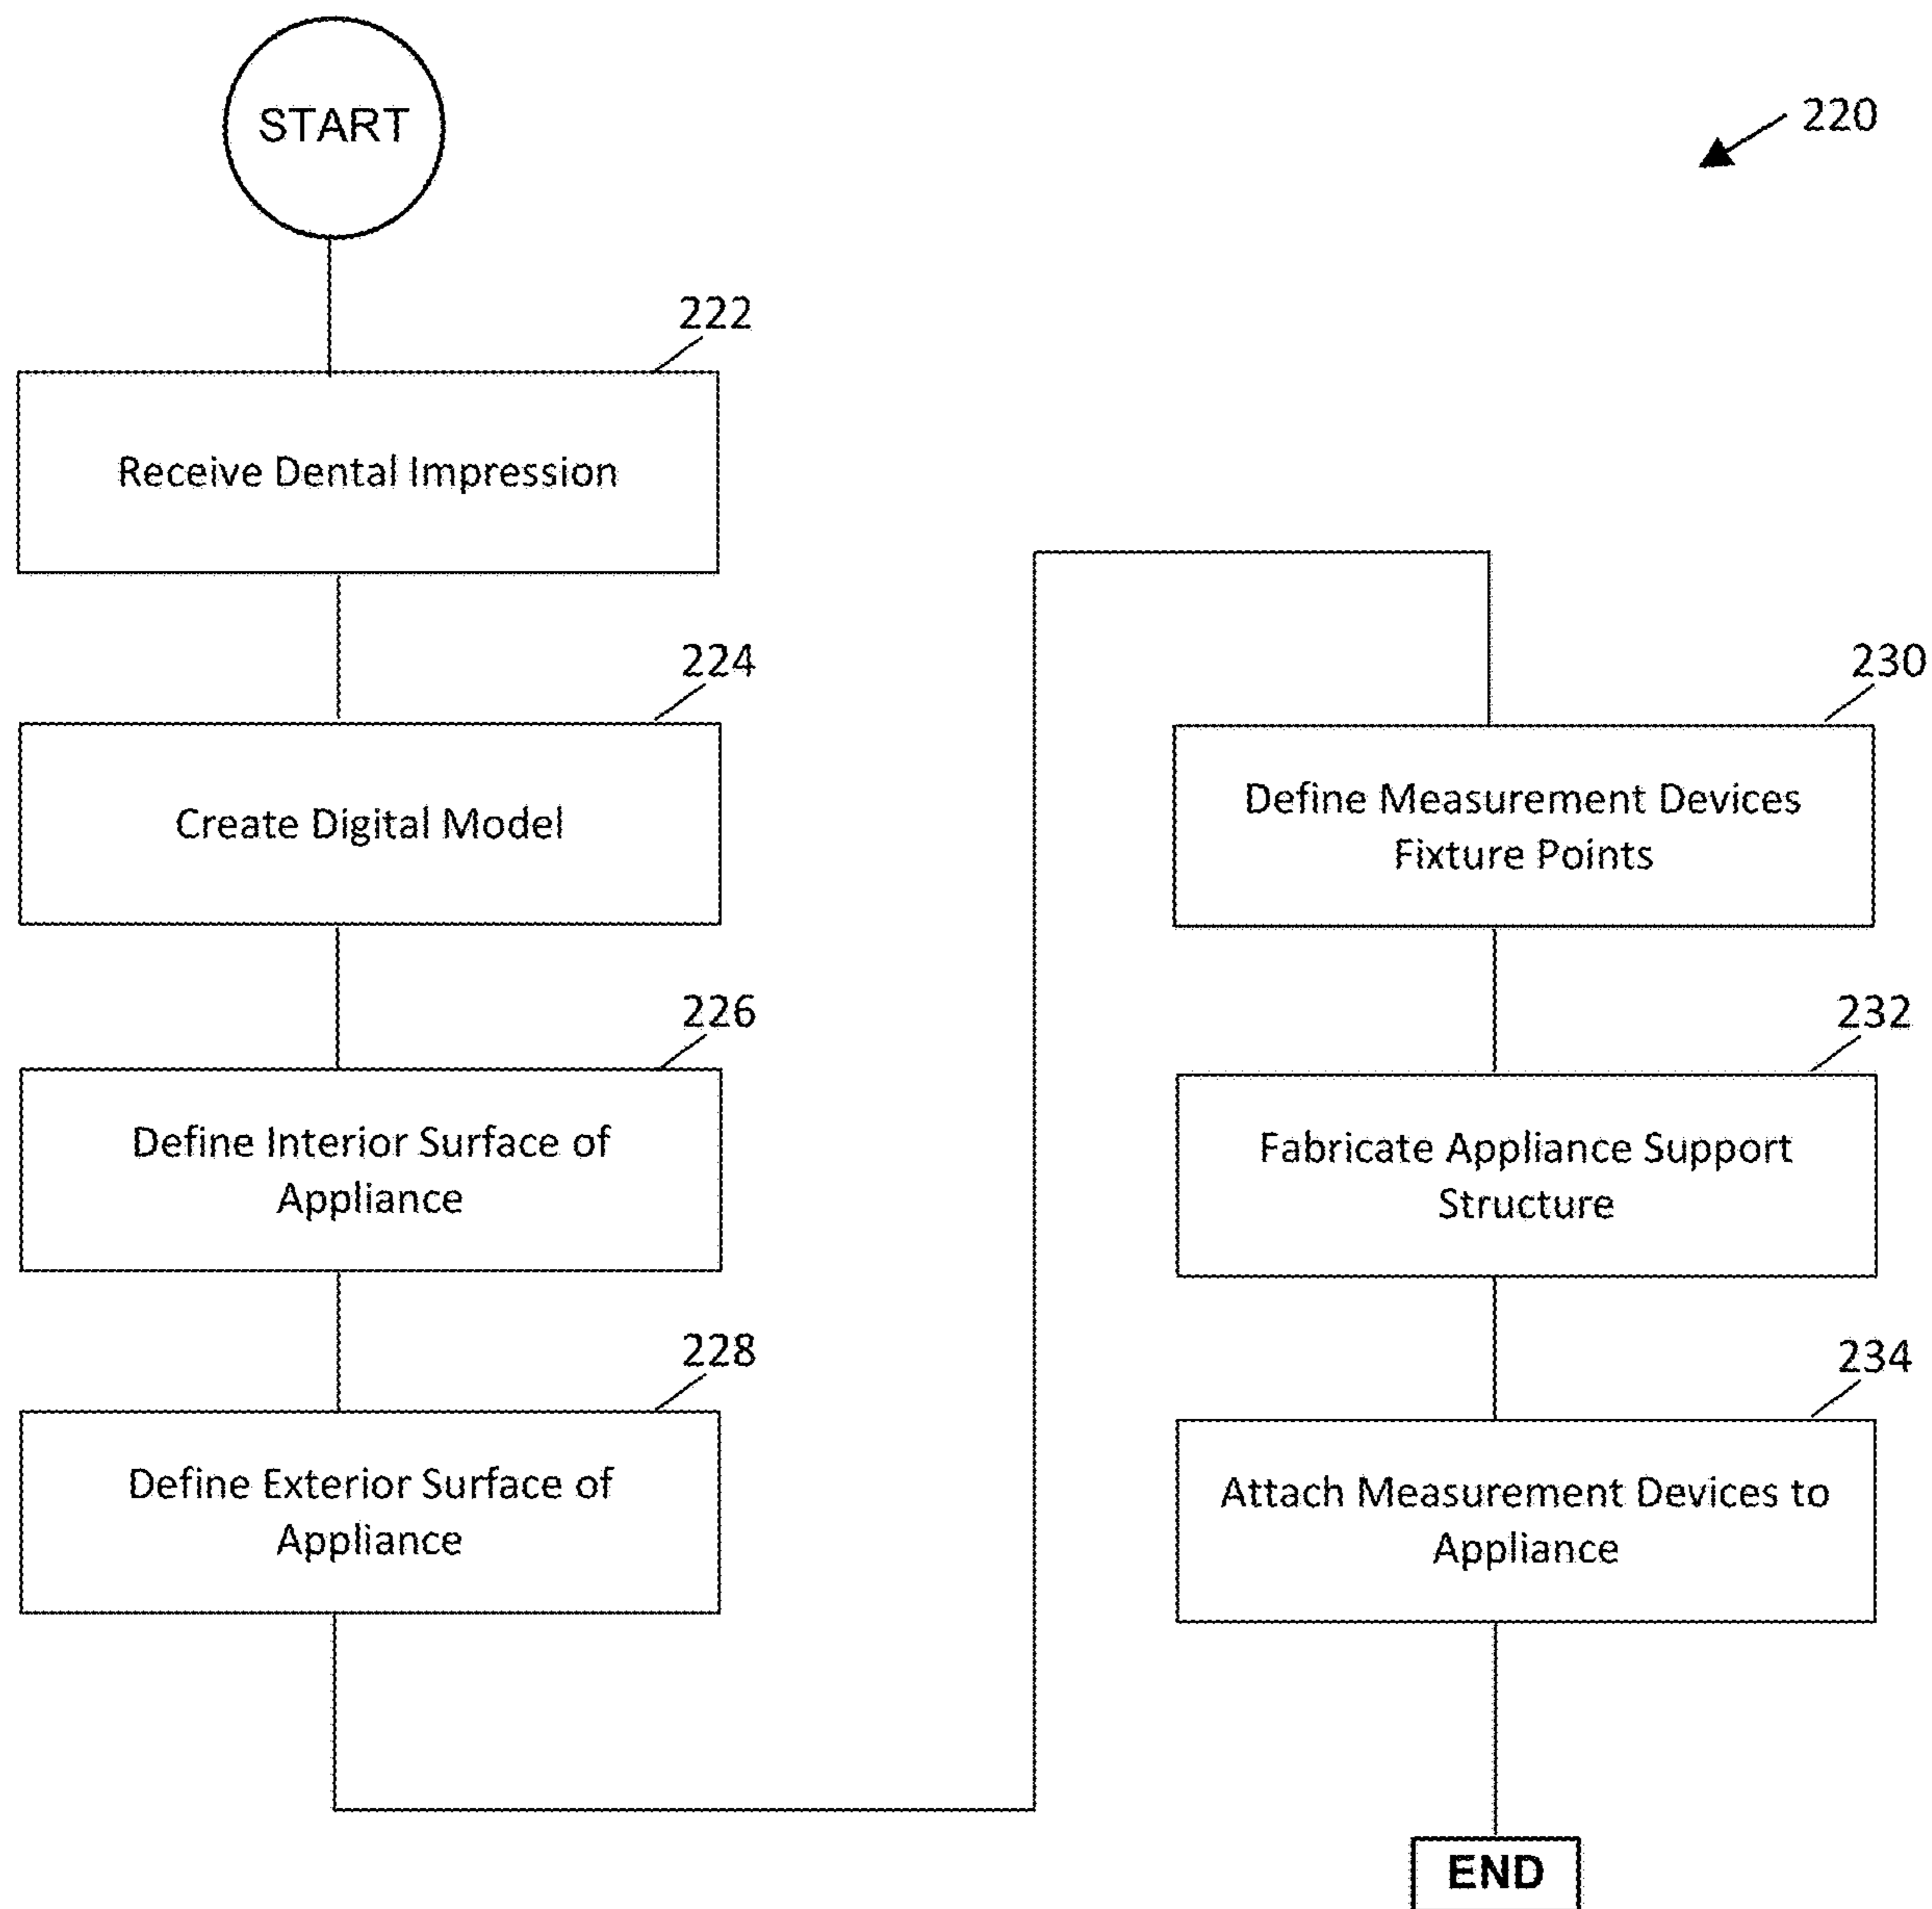 START
220
222
Receive Dental Impression
224
Create Digital Model
226
Define Interior Surface of
Appliance
228
Define Exterior Surface of
Appliance
230
Define Measurement Devices
Fixture Points
232
Fabricate Appliance Support
Structure
234
Attach Measurement Devices to
Appliance
END